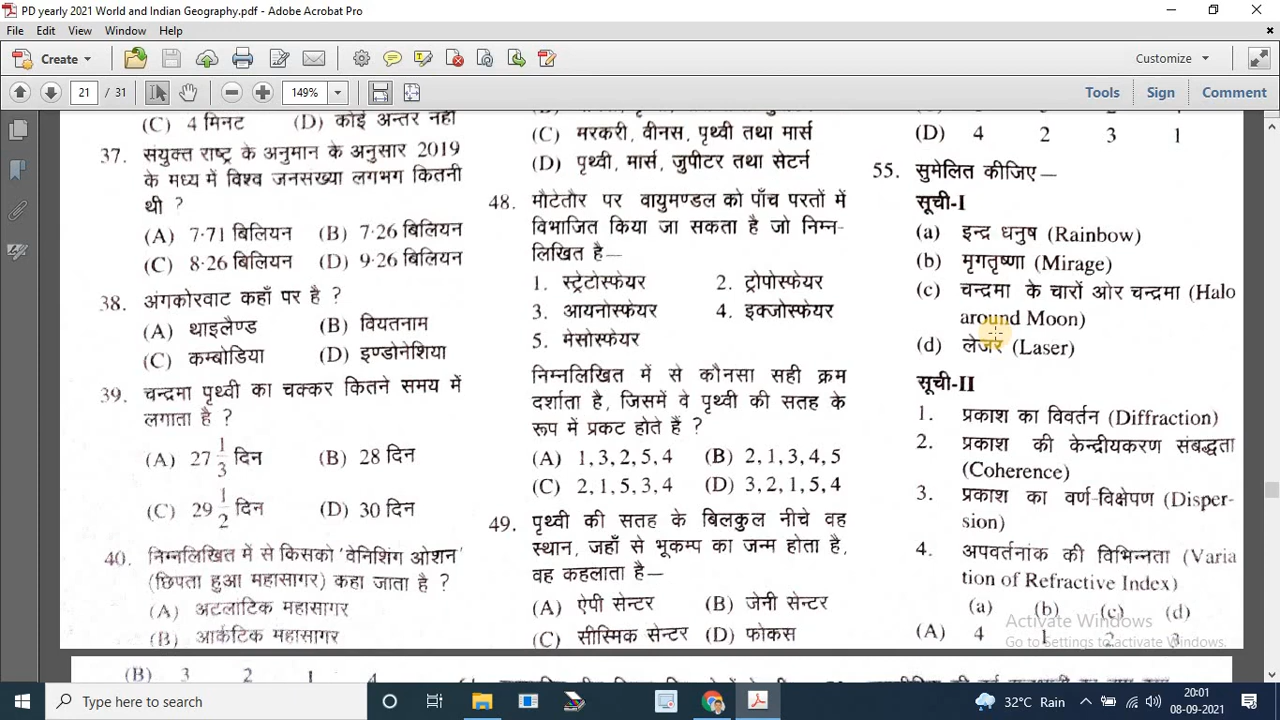 PD yearly 2021 World and Indian Geography.pdf - Adobe Acrobat Pro
File Edit View Window Help
Create
Customize
21 / 31
149%
Tools Sign Comment
(C) 4 मिनट (D) कोई अन्तर नहीं
37. संयुक्त राष्ट्र के अनुमान के अनुसार 2019
के मध्य में विश्व जनसख्या लगभग कितनी
थी ?
(A) 7·71 बिलियन (B) 7·26 बिलियन
(C) 8·26 बिलियन (D) 9·26 बिलियन
38. अंगकोरवाट कहाँ पर है ?
(A) थाइलैण्ड (B) वियतनाम
(C) कम्बोडिया (D) इण्डोनेशिया
39. चन्द्रमा पृथ्वी का चक्कर कितने समय में
लगाता है ?
(A) 27 1/3 दिन (B) 28 दिन
(C) 29 1/2 दिन (D) 30 दिन
40. निम्नलिखित में से किसको 'वेनिशिंग ओशन'
(छिपता हुआ महासागर) कहा जाता है ?
(A) अटलांटिक महासागर
(B) आर्कटिक महासागर
(C) मरकरी, वीनस, पृथ्वी तथा मार्स
(D) पृथ्वी, मार्स, जुपीटर तथा सेटर्न
48. मौटेतौर पर वायुमण्डल को पाँच परतों में
विभाजित किया जा सकता है जो निम्न-
लिखित है—
1. स्ट्रेटोस्फेयर 2. ट्रोपोस्फेयर
3. आयनोस्फेयर 4. इक्जोस्फेयर
5. मेसोस्फेयर
निम्नलिखित में से कौनसा सही क्रम
दर्शाता है, जिसमें वे पृथ्वी की सतह के
रूप में प्रकट होते हैं ?
(A) 1, 3, 2, 5, 4 (B) 2, 1, 3, 4, 5
(C) 2, 1, 5, 3, 4 (D) 3, 2, 1, 5, 4
49. पृथ्वी की सतह के बिलकुल नीचे वह
स्थान, जहाँ से भूकम्प का जन्म होता है,
वह कहलाता है—
(A) ऐपी सेन्टर (B) जेनी सेन्टर
(C) सीस्मिक सेन्टर (D) फोकस
(D) 4 2 3 1
55. सुमेलित कीजिए—
सूची-I
(a) इन्द्र धनुष (Rainbow)
(b) मृगतृष्णा (Mirage)
(c) चन्द्रमा के चारों ओर चन्द्रमा (Halo
around Moon)
(d) लेजर (Laser)
सूची-II
1. प्रकाश का विवर्तन (Diffraction)
2. प्रकाश की केन्द्रीयकरण संबद्धता
(Coherence)
3. प्रकाश का वर्ण-विक्षेपण (Disper-
sion)
4. अपवर्तनांक की विभिन्नता (Varia
tion of Refractive Index)
(a) (b) (c) (d)
(A) 4 1 2 3
Activate Windows
Go to Settings to activate Windows.
(B) 3 2 1 4
Type here to search
32°C Rain
ENG
20:01
08-09-2021